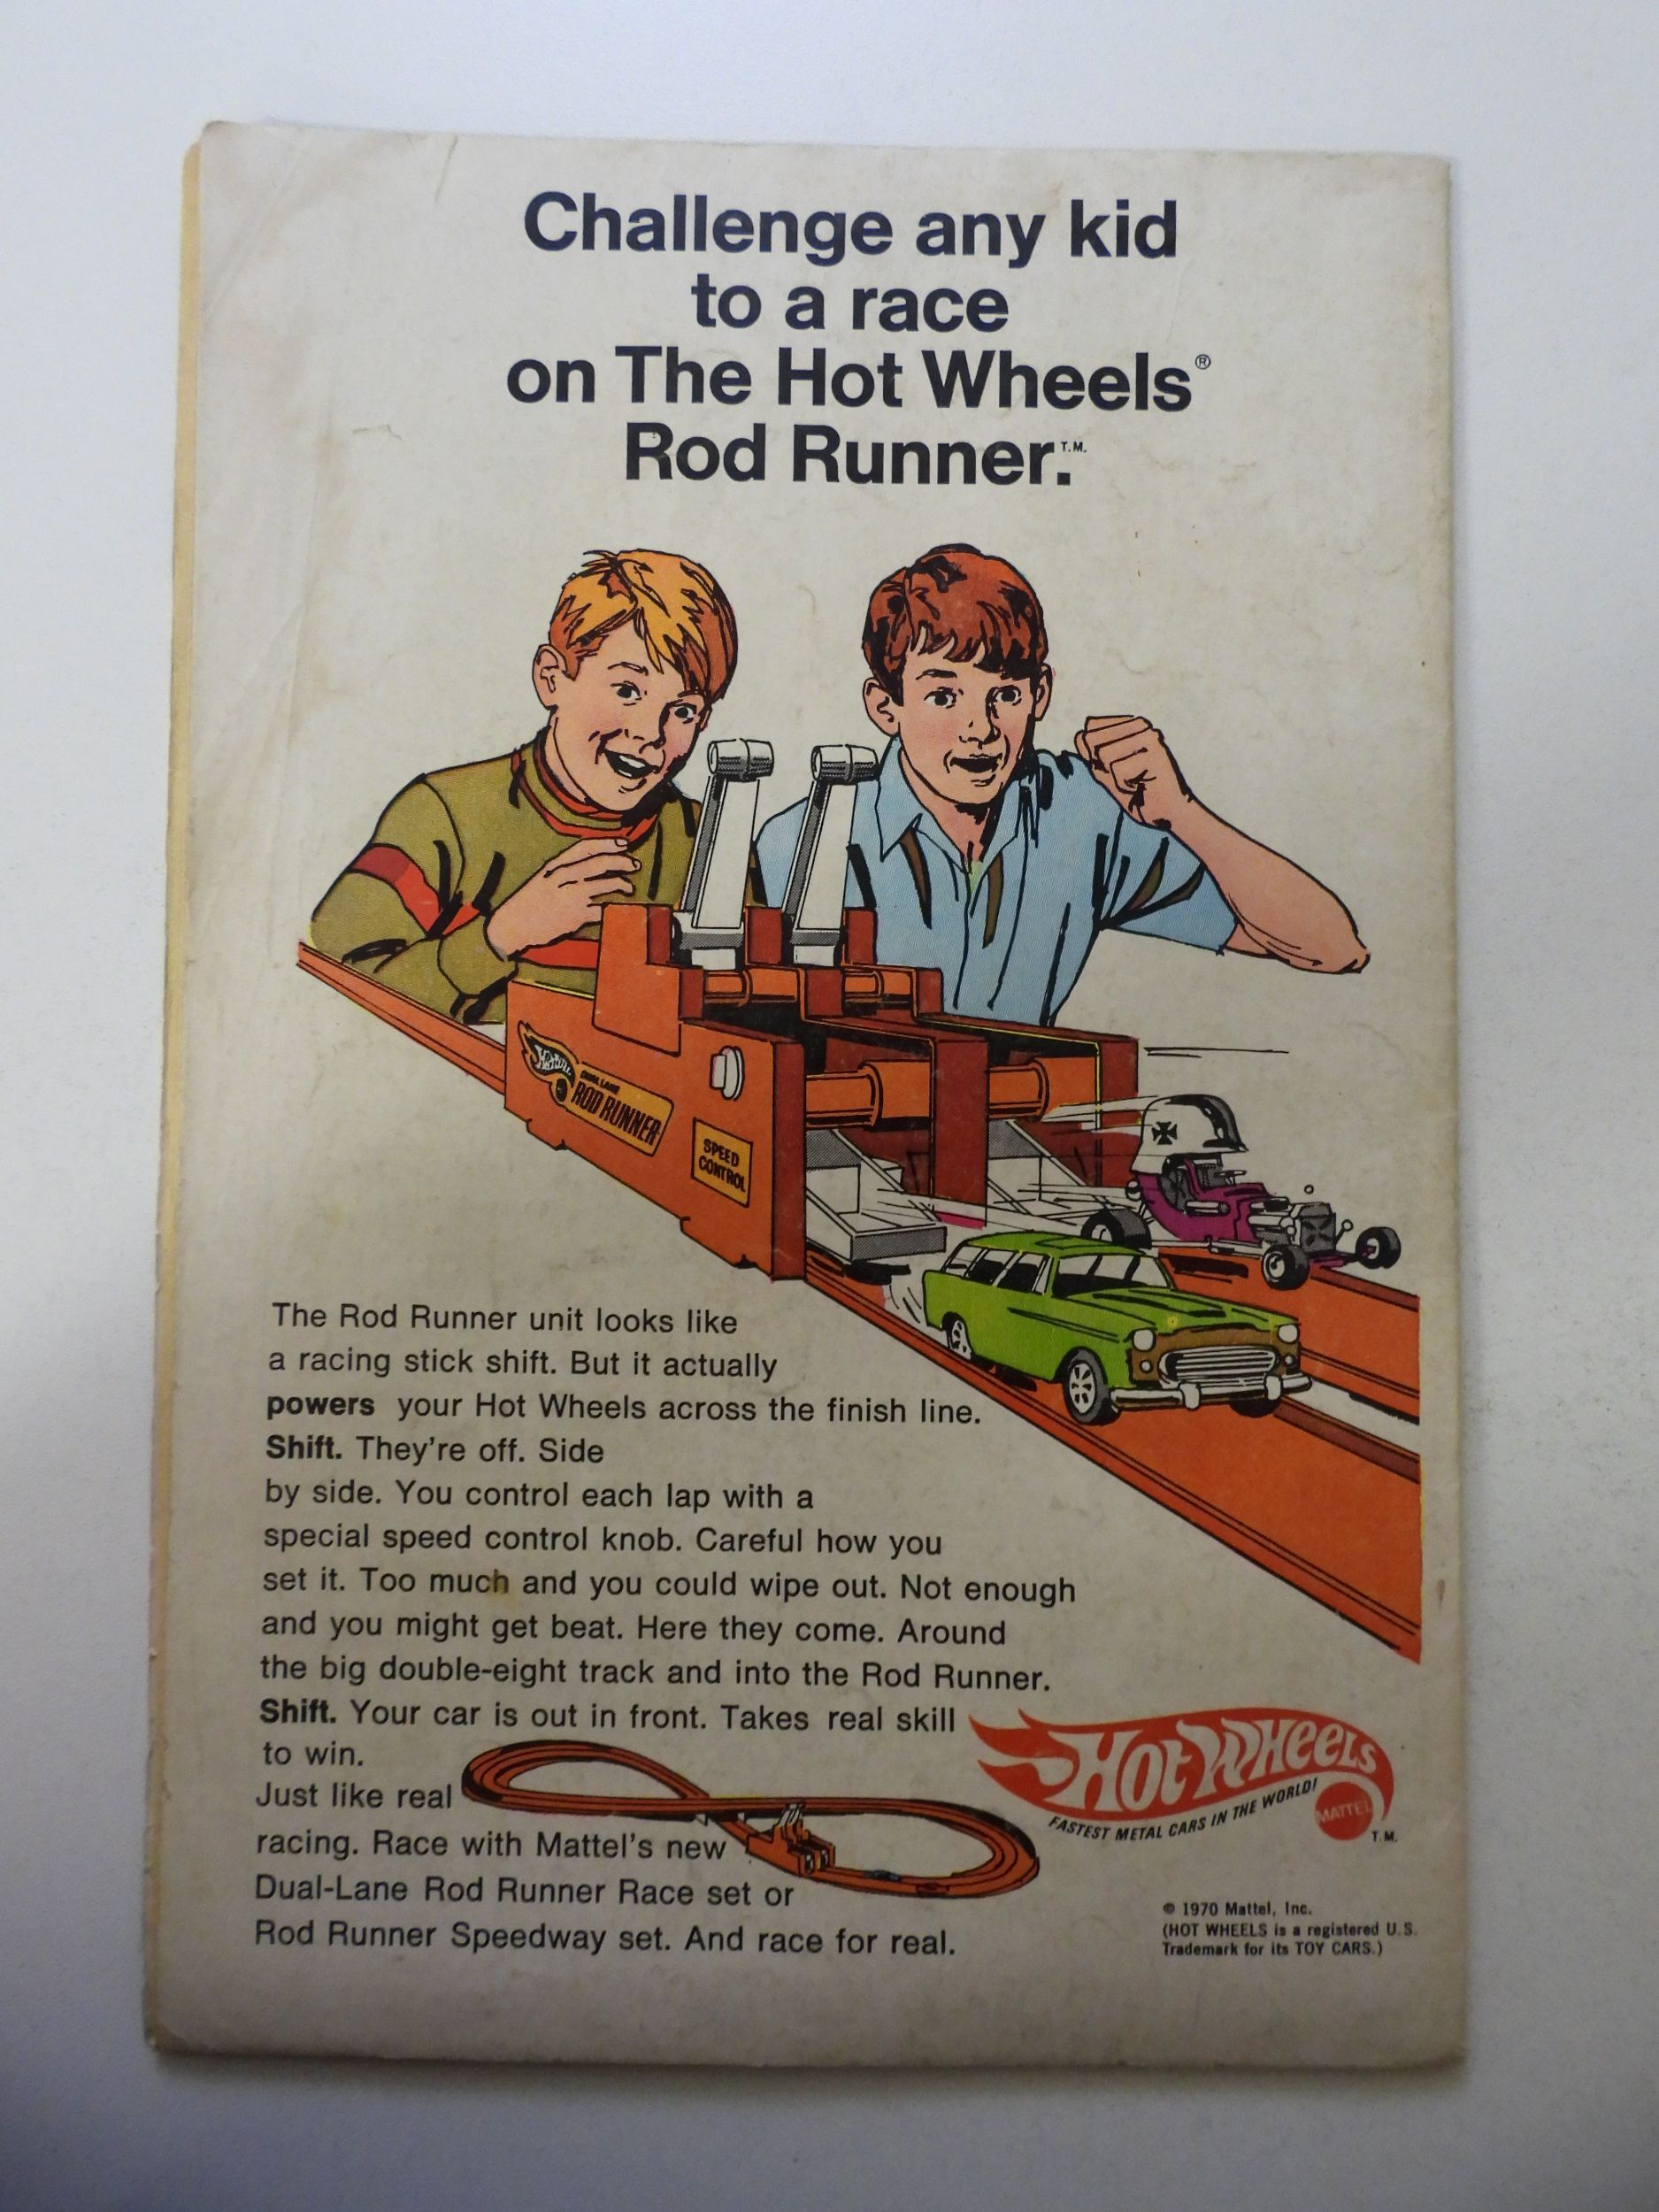 Challenge any kid
to a race
on The Hot Wheels®
Rod Runner.T.M.
HOT WHEELS
DUAL LANE
ROD RUNNER
SPEED
CONTROL
The Rod Runner unit looks like
a racing stick shift. But it actually
powers your Hot Wheels across the finish line.
Shift. They're off. Side
by side. You control each lap with a
special speed control knob. Careful how you
set it. Too much and you could wipe out. Not enough
and you might get beat. Here they come. Around
the big double-eight track and into the Rod Runner.
Shift. Your car is out in front. Takes real skill
to win.
Just like real
racing. Race with Mattel's new
Dual-Lane Rod Runner Race set or
Rod Runner Speedway set. And race for real.
HOT WHEELS
FASTEST METAL CARS IN THE WORLD!
MATTEL
T.M.
© 1970 Mattel, Inc.
(HOT WHEELS is a registered U.S.
Trademark for its TOY CARS.)